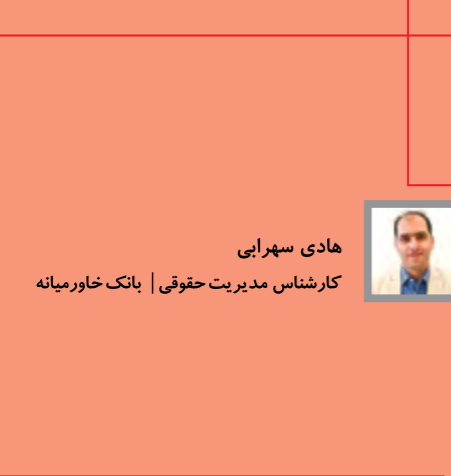 هادی سهرابی
کارشناس مدیریت حقوقی | بانک خاورمیانه